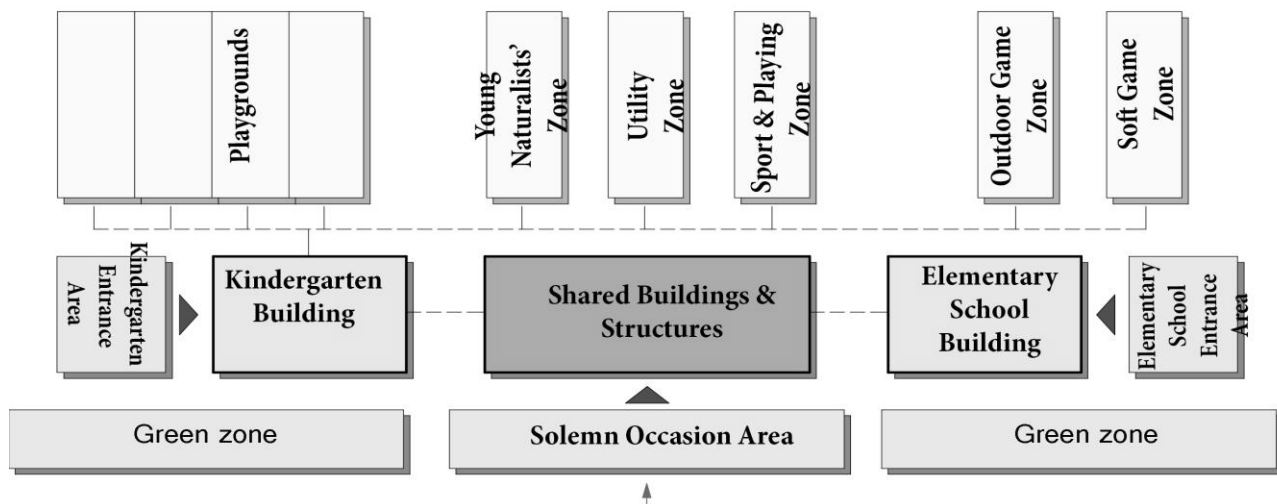 Playgrounds
Young
Naturalists’
Zone
Utility
Zone
Sport & Playing
Zone
Outdoor Game
Zone
Soft Game
Zone
Kindergarten
Entrance
Area
Kindergarten
Building
Shared Buildings &
Structures
Elementary
School
Building
Elementary
School
Entrance
Area
Green zone
Solemn Occasion Area
Green zone